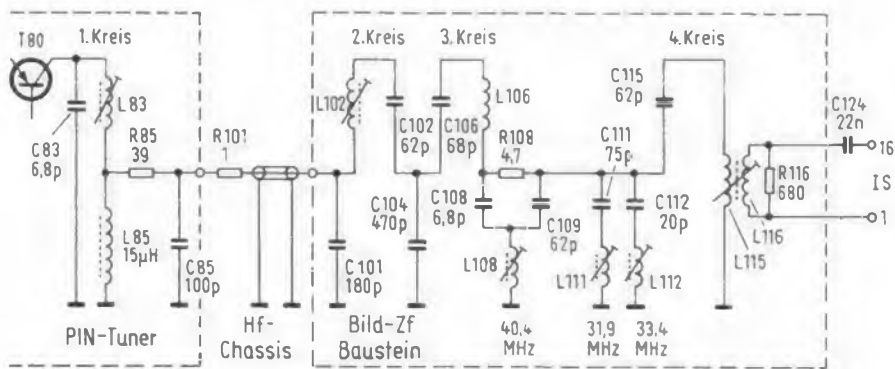 T80
1. Kreis
2. Kreis
3. Kreis
4. Kreis
L83
C83
6,8p
R85
39
L85
15µH
C85
100p
R101
1
L102
C102
62p
C106
68p
C104
470p
C101
180p
L106
R108
4,7
C108
6,8p
C109
62p
L108
C111
75p
L111
C112
20p
L112
C115
62p
L115
L116
R116
680
C124
22n
16
IS
1
40,4
MHz
31,9
MHz
33,4
MHz
PIN-Tuner
Hf-
Chassis
Bild-Zf
Baustein